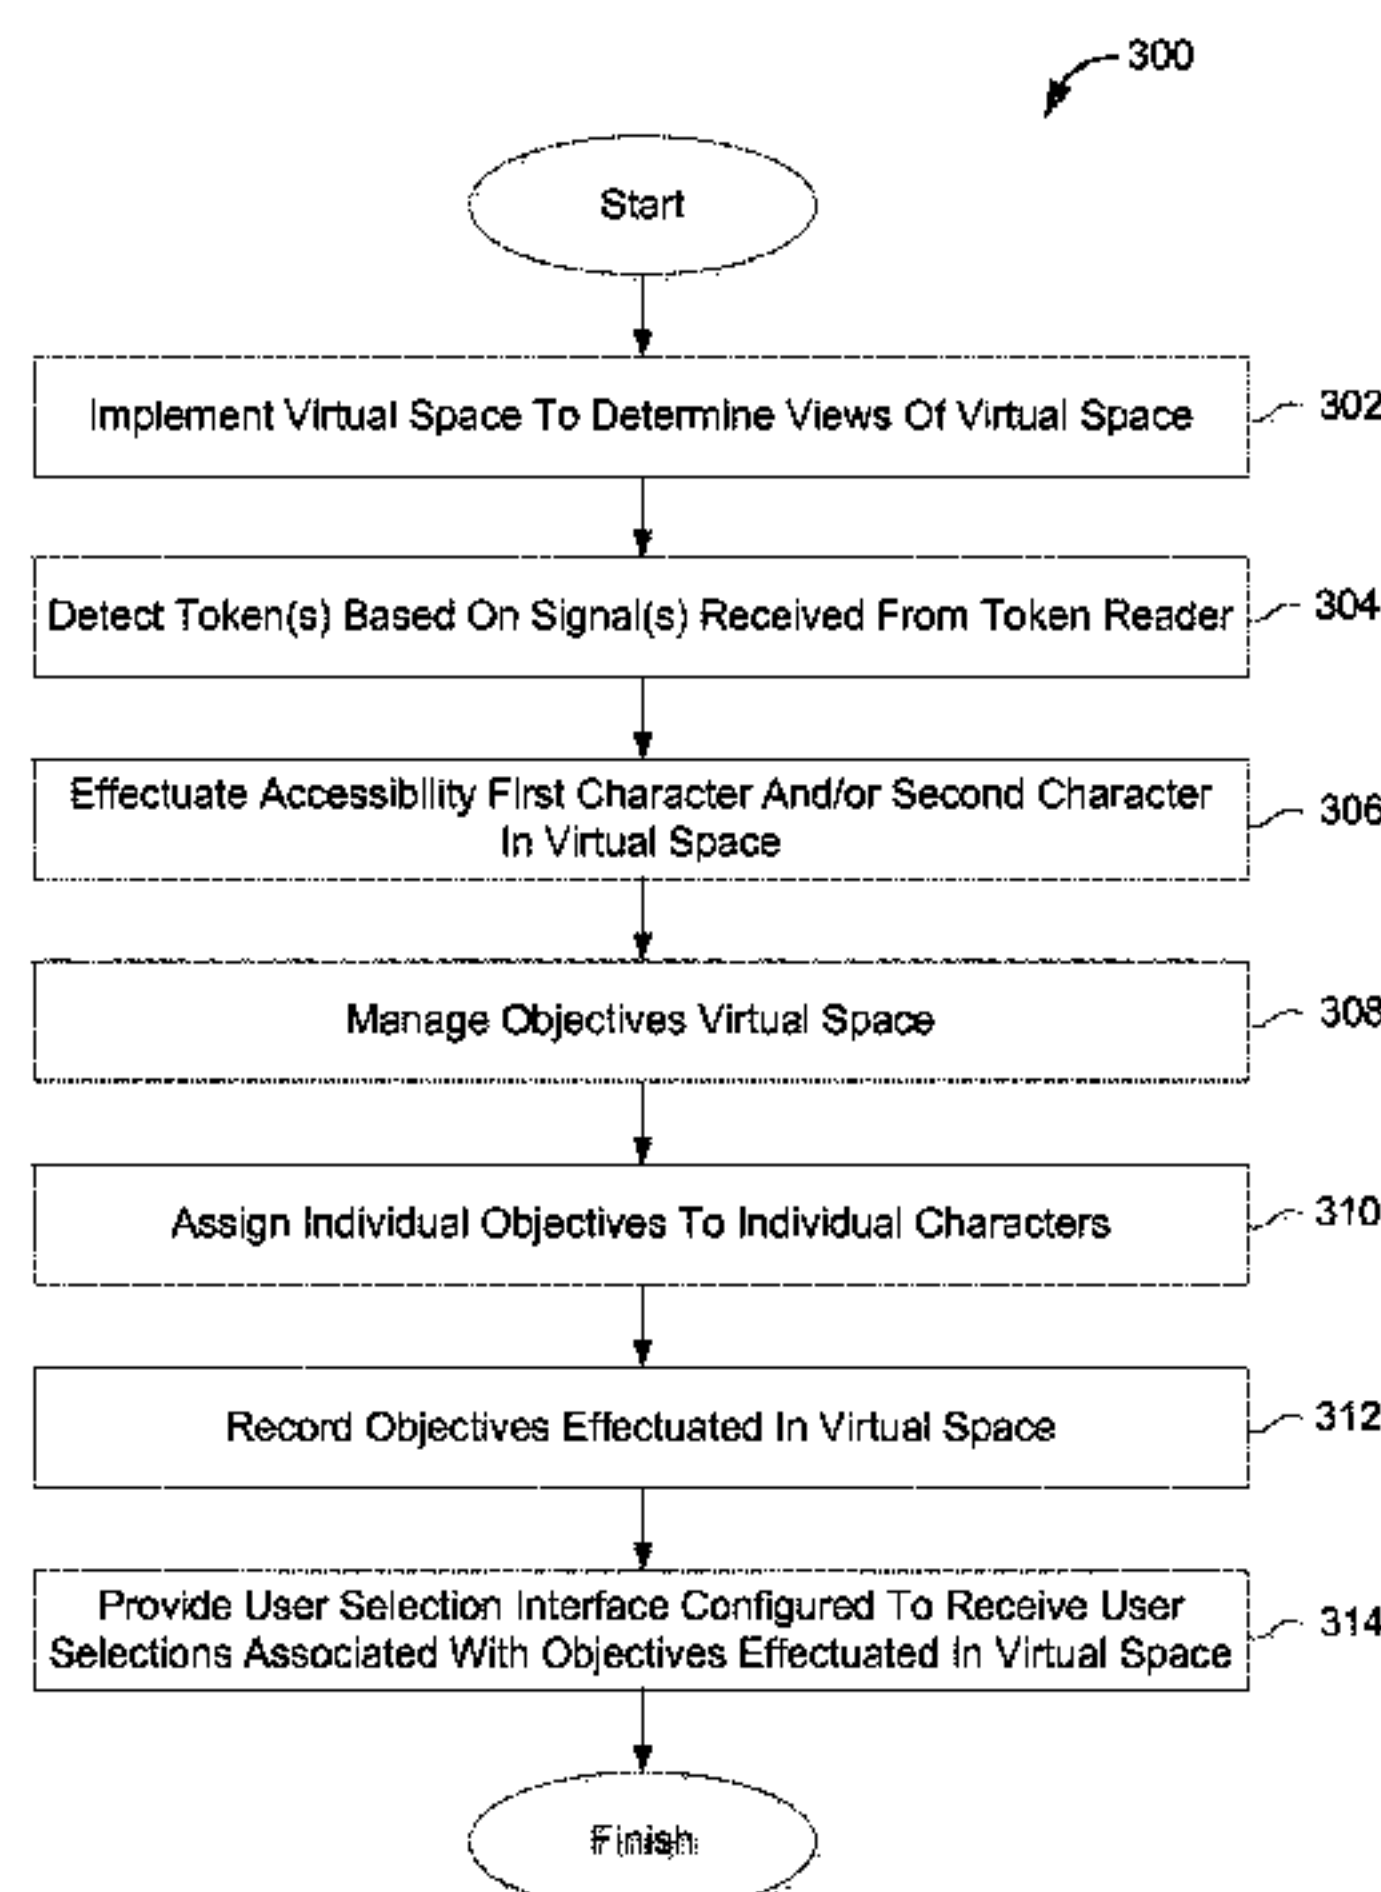 300
Start
Implement Virtual Space To Determine Views Of Virtual Space
302
Detect Token(s) Based On Signal(s) Received From Token Reader
304
Effectuate Accessibility First Character And/or Second Character
In Virtual Space
306
Manage Objectives Virtual Space
308
Assign Individual Objectives To Individual Characters
310
Record Objectives Effectuated In Virtual Space
312
Provide User Selection Interface Configured To Receive User
Selections Associated With Objectives Effectuated In Virtual Space
314
Finish